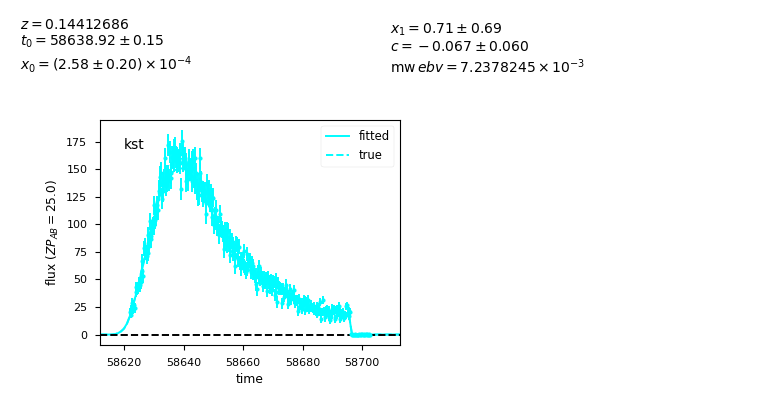 z = 0.14412686
t₀ = 58638.92 ± 0.15
x₀ = (2.58 ± 0.20) × 10⁻⁴
x₁ = 0.71 ± 0.69
c = −0.067 ± 0.060
mw ebv = 7.2378245 × 10⁻³
kst
fitted
true
175
150
125
100
75
50
25
0
flux (ZP_AB = 25.0)
58620 58640 58660 58680 58700
time